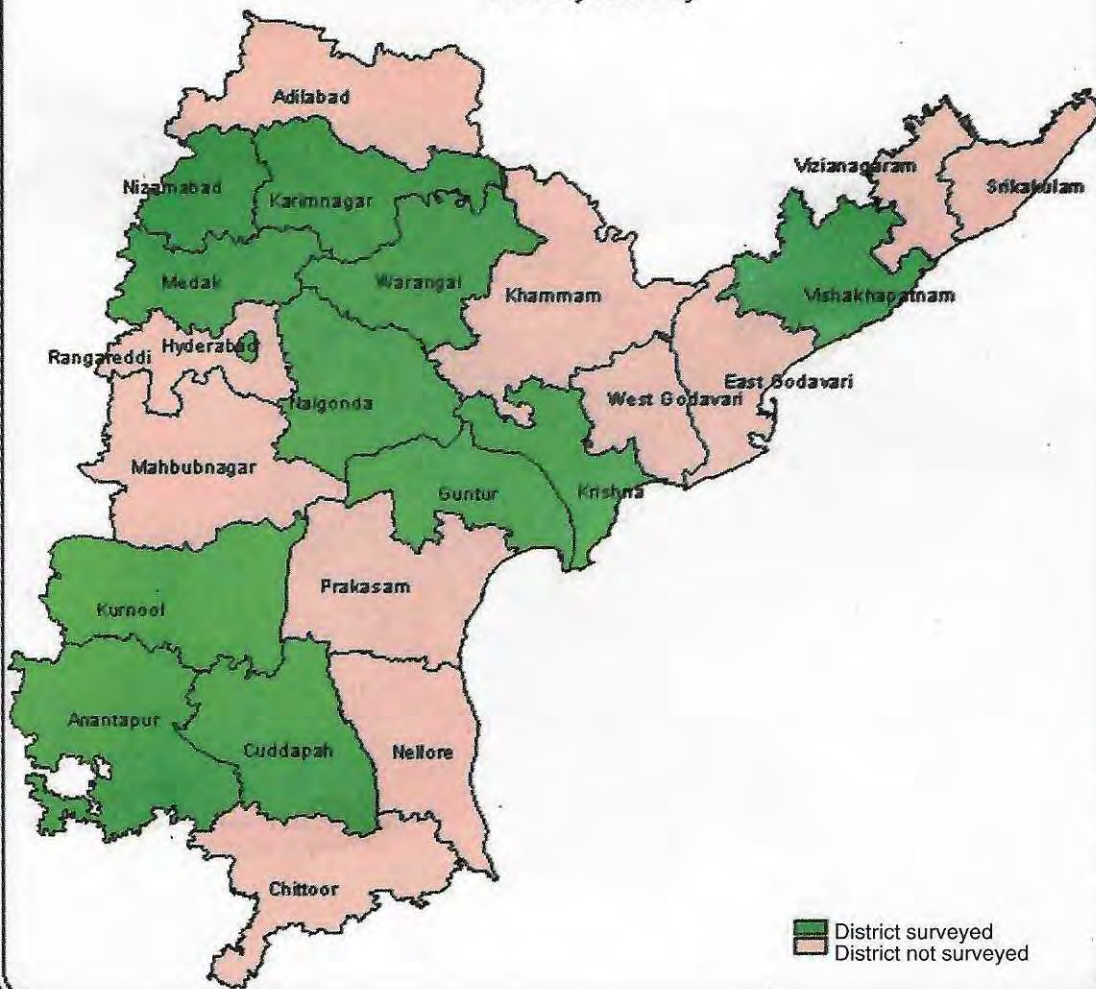 Adilabad
Nizamabad
Karimnagar
Vizianagaram
Srikakulam
Medak
Warangal
Khammam
Vishakhapatnam
Rangareddi
Hyderabad
Nalgonda
West Godavari
East Godavari
Mahbubnagar
Guntur
Krishna
Prakasam
Kurnool
Anantapur
Cuddapah
Nellore
Chittoor
District surveyed
District not surveyed